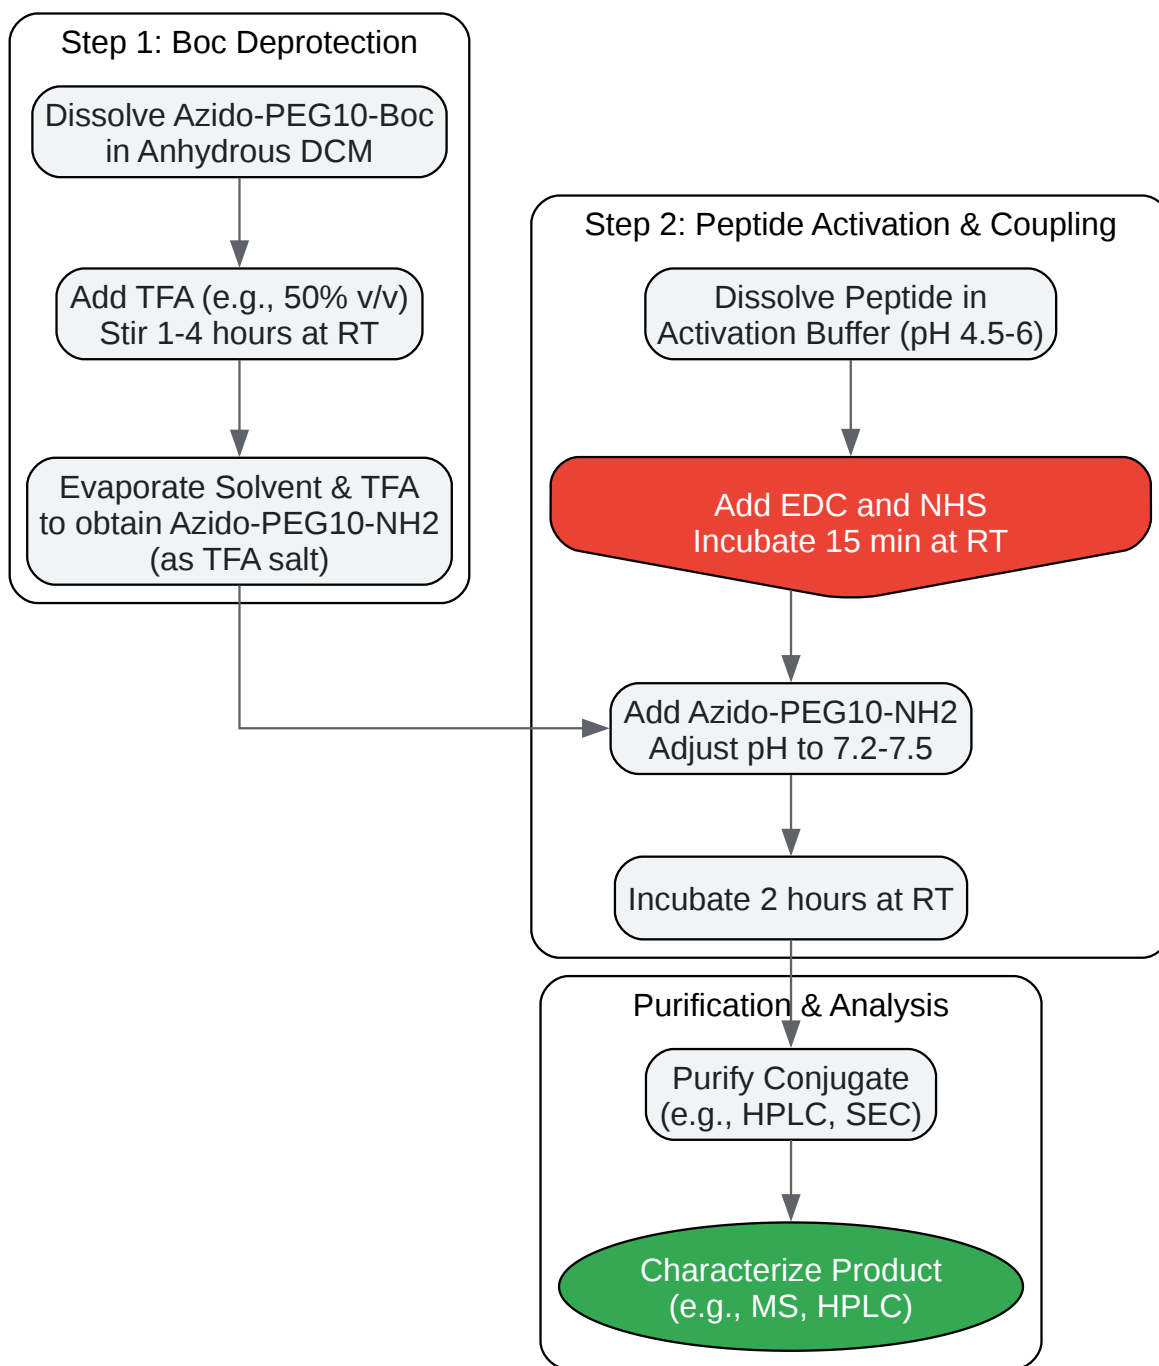 Step 1: Boc Deprotection
Dissolve Azido-PEG10-Boc
in Anhydrous DCM
Add TFA (e.g., 50% v/v)
Stir 1-4 hours at RT
Evaporate Solvent & TFA
to obtain Azido-PEG10-NH2
(as TFA salt)
Step 2: Peptide Activation & Coupling
Dissolve Peptide in
Activation Buffer (pH 4.5-6)
Add EDC and NHS
Incubate 15 min at RT
Add Azido-PEG10-NH2
Adjust pH to 7.2-7.5
Incubate 2 hours at RT
Purification & Analysis
Purify Conjugate
(e.g., HPLC, SEC)
Characterize Product
(e.g., MS, HPLC)